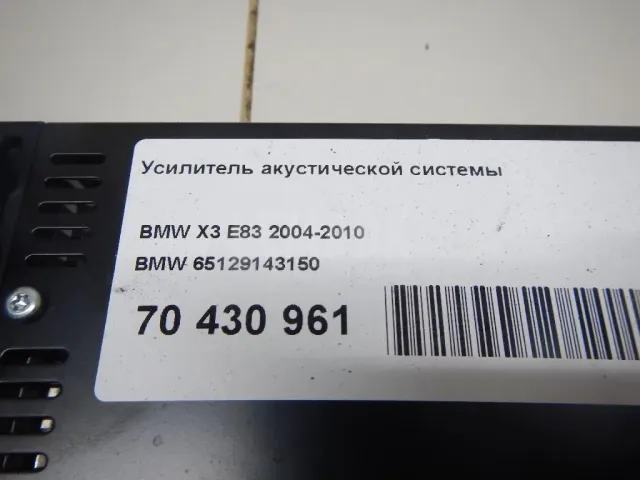 Усилитель акустической системы
BMW X3 E83 2004-2010
BMW 65129143150
70 430 961